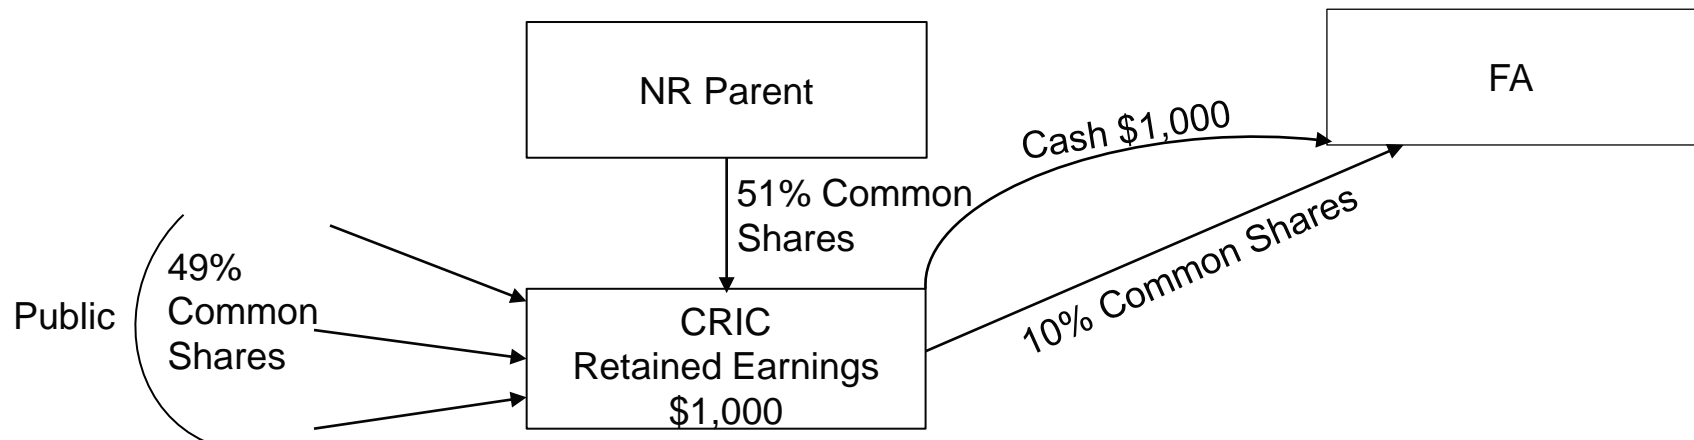 NR Parent
FA
Cash $1,000
51% Common
Shares
10% Common Shares
Public
49%
Common
Shares
CRIC
Retained Earnings
$1,000